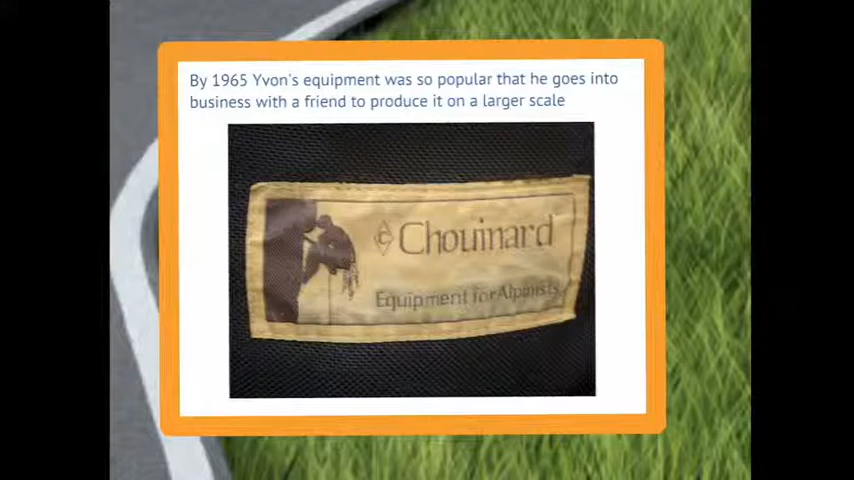 By 1965 Yvon's equipment was so popular that he goes into
business with a friend to produce it on a larger scale
C Chouinard
Equipment for Alpinists